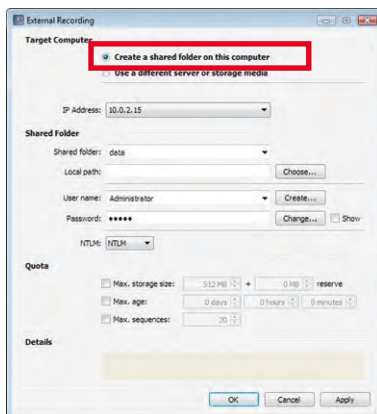 External Recording
Target Computer
Create a shared folder on this computer
Use a different server or storage media
IP Address: 10.0.2.15
Shared Folder
Shared folder: data
Local path: Choose...
User name: Administrator Create...
Password: ●●●●● Change... Show
NTLM: NTLM
Quota
Max. storage size: 512 MB + 0 MB reserve
Max. age: 0 days 0 hours 0 minutes
Max. sequences: 20
Details
OK Cancel Apply